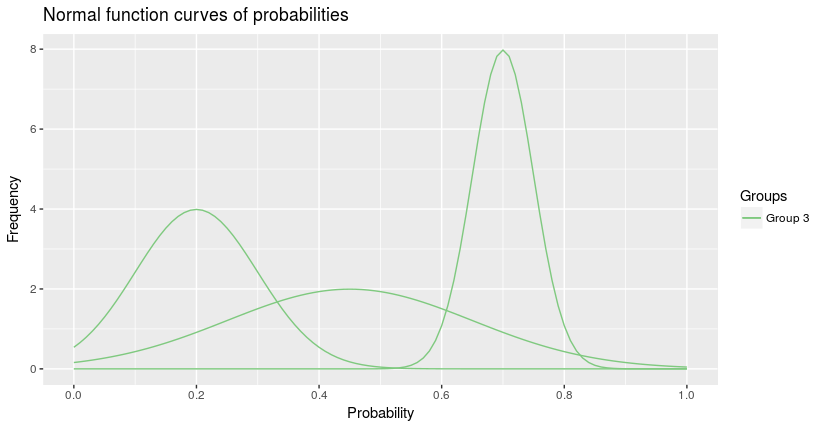 Normal function curves of probabilities
8
6
4
2
0
Frequency
0.0 0.2 0.4 0.6 0.8 1.0
Probability
Groups
Group 3